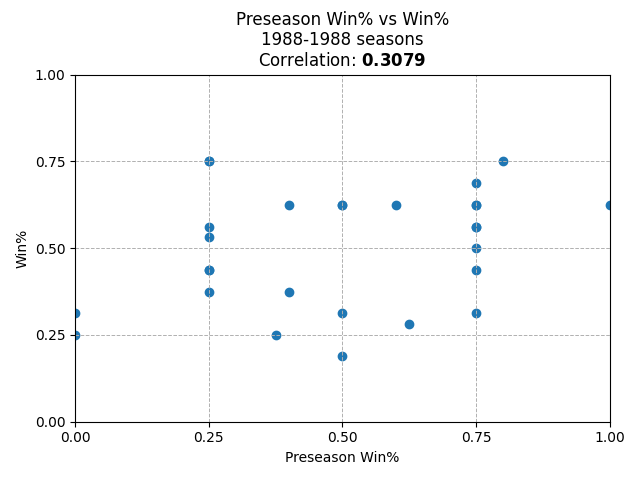 Preseason Win% vs Win%
1988-1988 seasons
Correlation: 0.3079
1.00
0.75
0.50
0.25
0.00
Win%
0.00 0.25 0.50 0.75 1.00
Preseason Win%